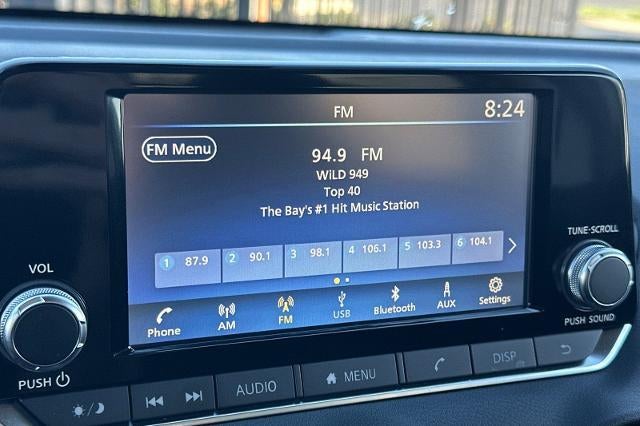 FM 8:24
FM Menu
94.9 FM
WiLD 949
Top 40
The Bay's #1 Hit Music Station
1 87.9 2 90.1 3 98.1 4 106.1 5 103.3 6 104.1
Phone AM FM USB Bluetooth AUX Settings
VOL
PUSH
TUNE·SCROLL
PUSH SOUND
AUDIO MENU DISP